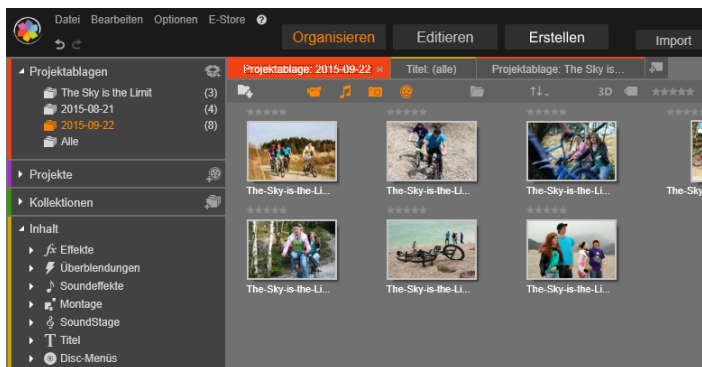 Datei Bearbeiten Optionen E-Store ?
Organisieren Editieren Erstellen Import
Projektablagen
The Sky is the Limit (3)
2015-08-21 (4)
2015-09-22 (8)
Alle
Projekte
Kollektionen
Inhalt
fx Effekte
Überblendungen
Soundeffekte
Montage
SoundStage
T Titel
Disc-Menüs
Projektablage: 2015-09-22 × Titel: (alle) Projektablage: The Sky is...
3D
The-Sky-is-the-Li... The-Sky-is-the-Li... The-Sky-is-the-Li... The-Sky
The-Sky-is-the-Li... The-Sky-is-the-Li... The-Sky-is-the-Li...